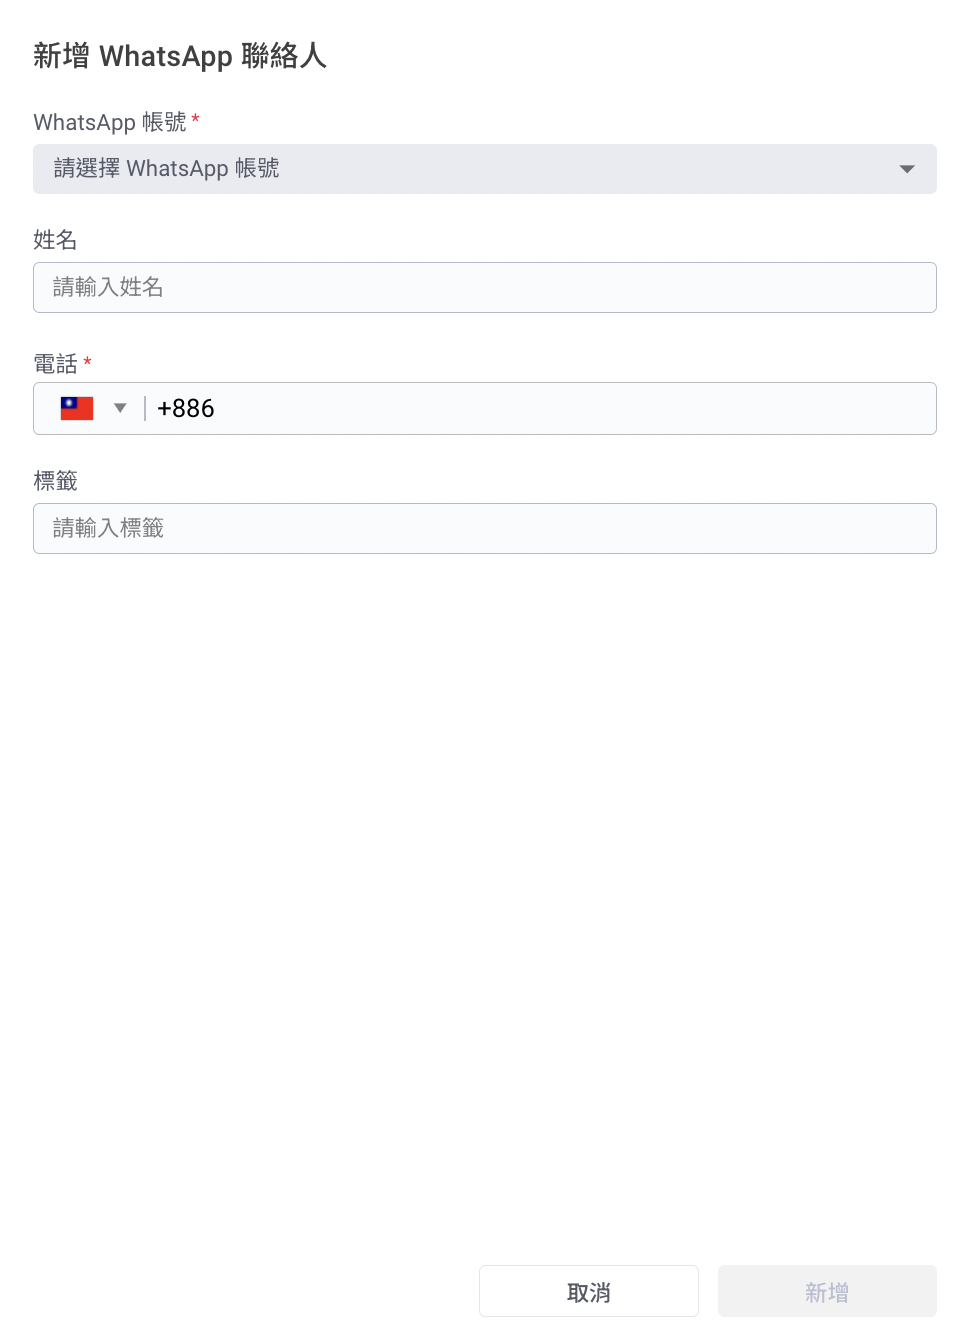 新增 WhatsApp 聯絡人
WhatsApp 帳號 *
請選擇 WhatsApp 帳號
姓名
請輸入姓名
電話 *
+886
標籤
請輸入標籤
取消 新增